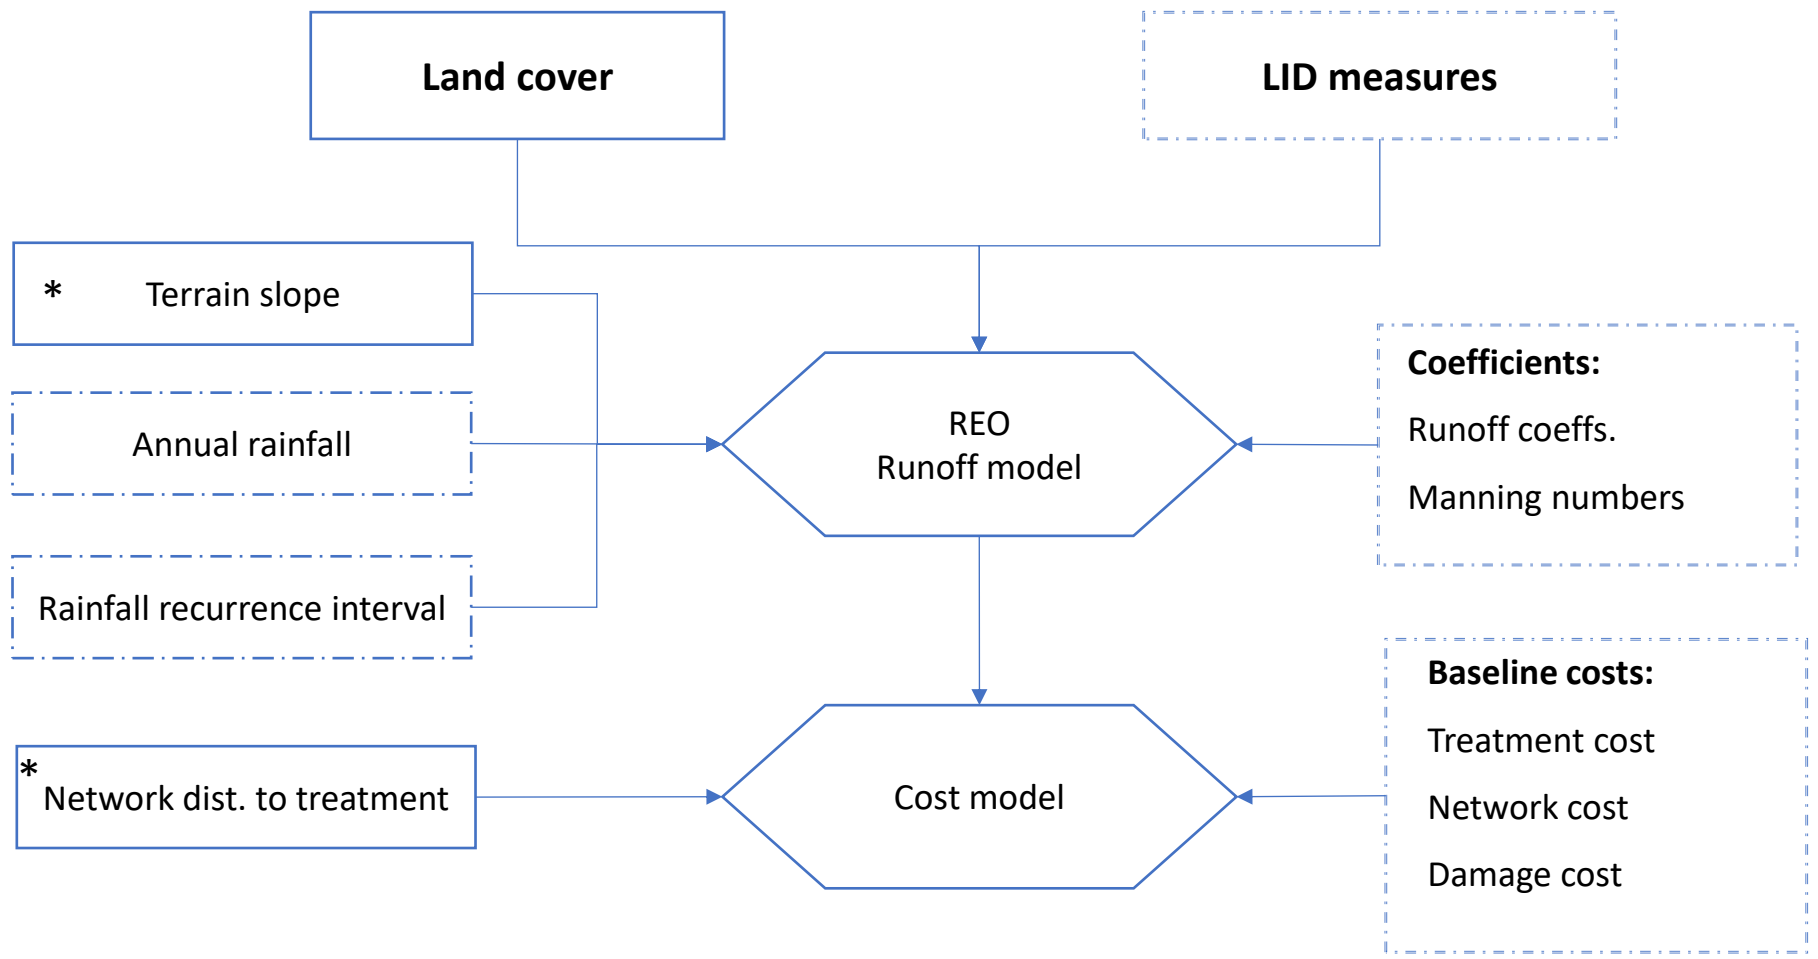 Land cover
LID measures
* Terrain slope
Annual rainfall
Rainfall recurrence interval
REO
Runoff model
Coefficients:
Runoff coeffs.
Manning numbers
*
Network dist. to treatment
Cost model
Baseline costs:
Treatment cost
Network cost
Damage cost